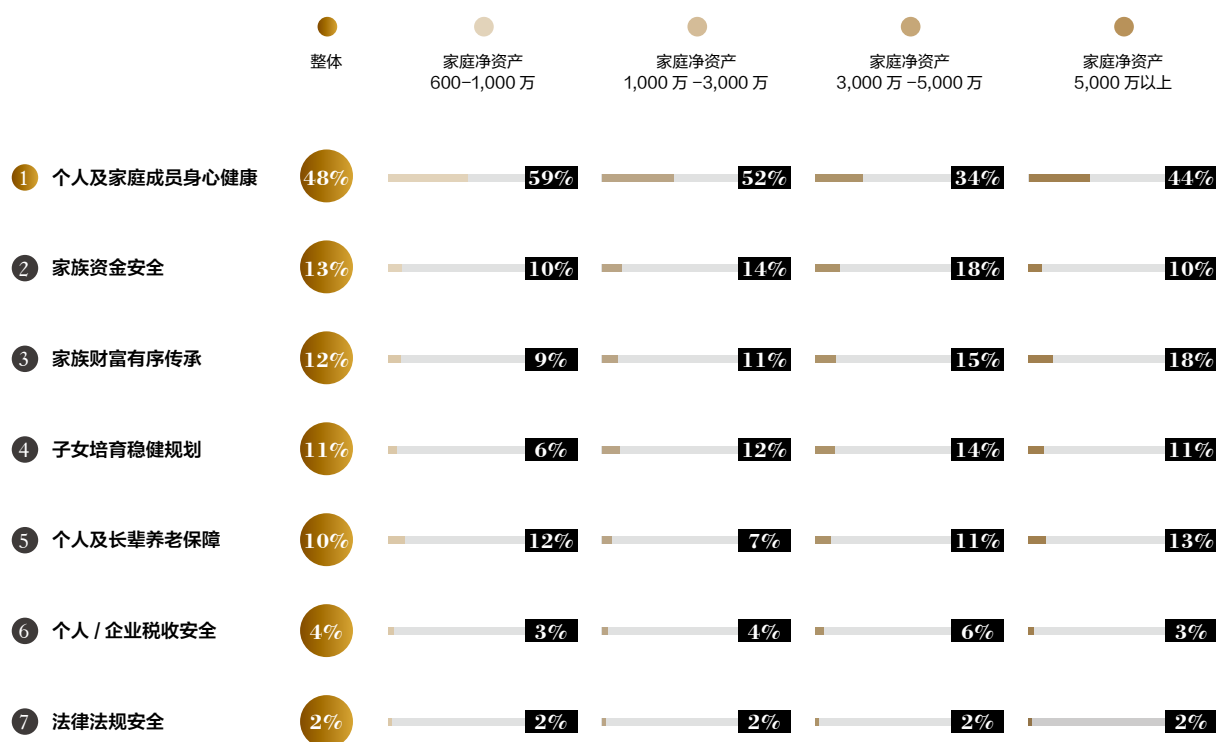 整体
家庭净资产
600-1,000 万
家庭净资产
1,000 万 -3,000 万
家庭净资产
3,000 万 -5,000 万
家庭净资产
5,000 万以上
1 个人及家庭成员身心健康 48% 59% 52% 34% 44%
2 家族资金安全 13% 10% 14% 18% 10%
3 家族财富有序传承 12% 9% 11% 15% 18%
4 子女培育稳健规划 11% 6% 12% 14% 11%
5 个人及长辈养老保障 10% 12% 7% 11% 13%
6 个人 / 企业税收安全 4% 3% 4% 6% 3%
7 法律法规安全 2% 2% 2% 2% 2%